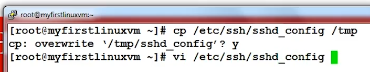 root@myfirstlinuxvm:~
[root@myfirstlinuxvm:~]# cp /etc/ssh/sshd_config /tmp
cp: overwrite ‘/tmp/sshd_config’? y
[root@myfirstlinuxvm:~]# vi /etc/ssh/sshd_config